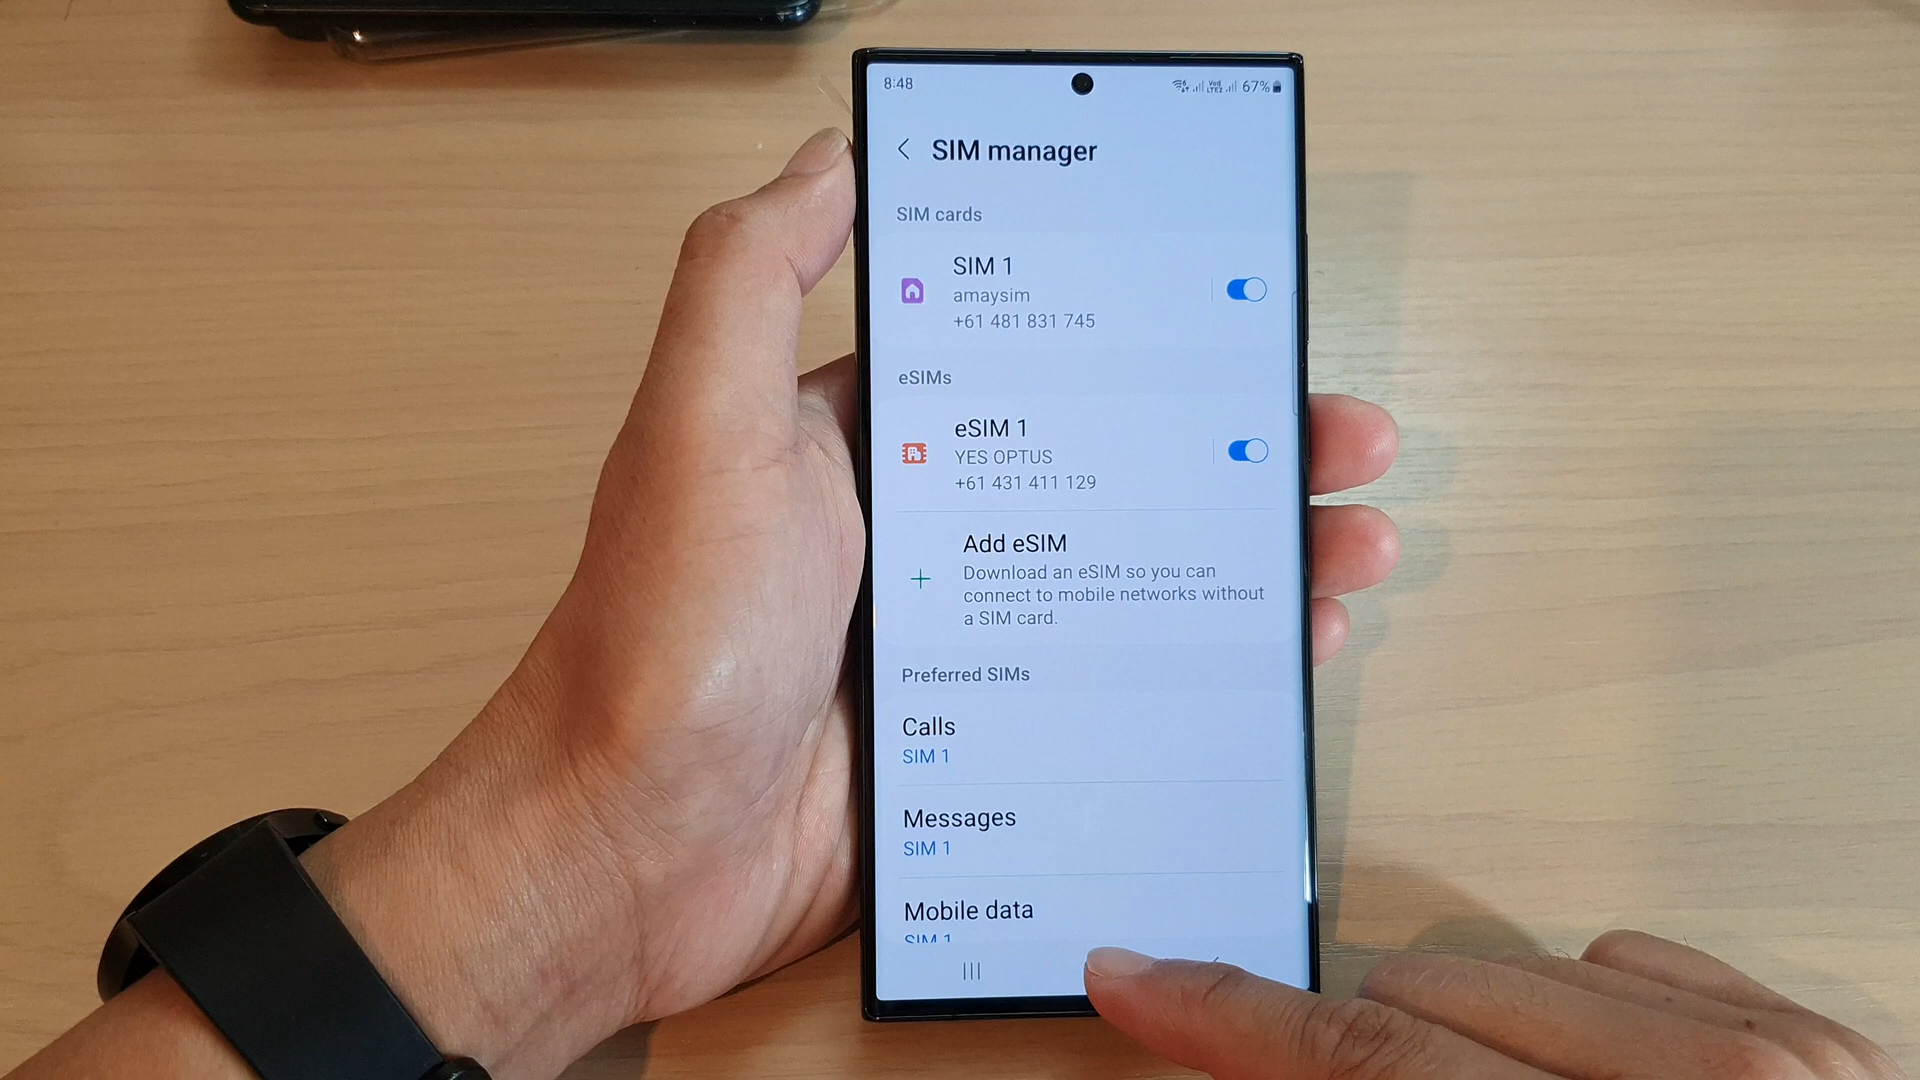 8:48
67%
SIM manager
SIM cards
SIM 1
amaysim
+61 481 831 745
eSIMs
eSIM 1
YES OPTUS
+61 431 411 129
Add eSIM
Download an eSIM so you can
connect to mobile networks without
a SIM card.
Preferred SIMs
Calls
SIM 1
Messages
SIM 1
Mobile data
SIM 1